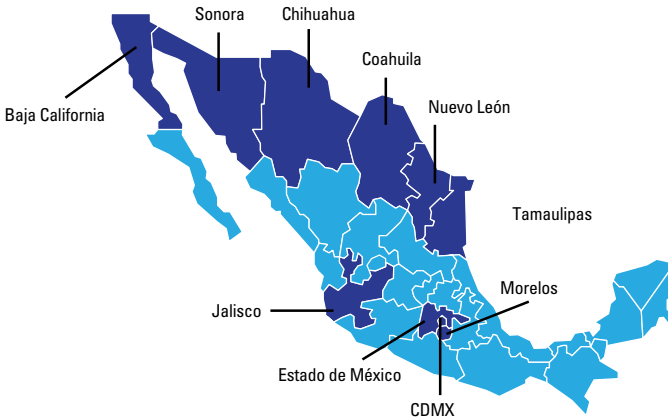 Sonora
Chihuahua
Coahuila
Nuevo León
Baja California
Tamaulipas
Morelos
Jalisco
Estado de México
CDMX